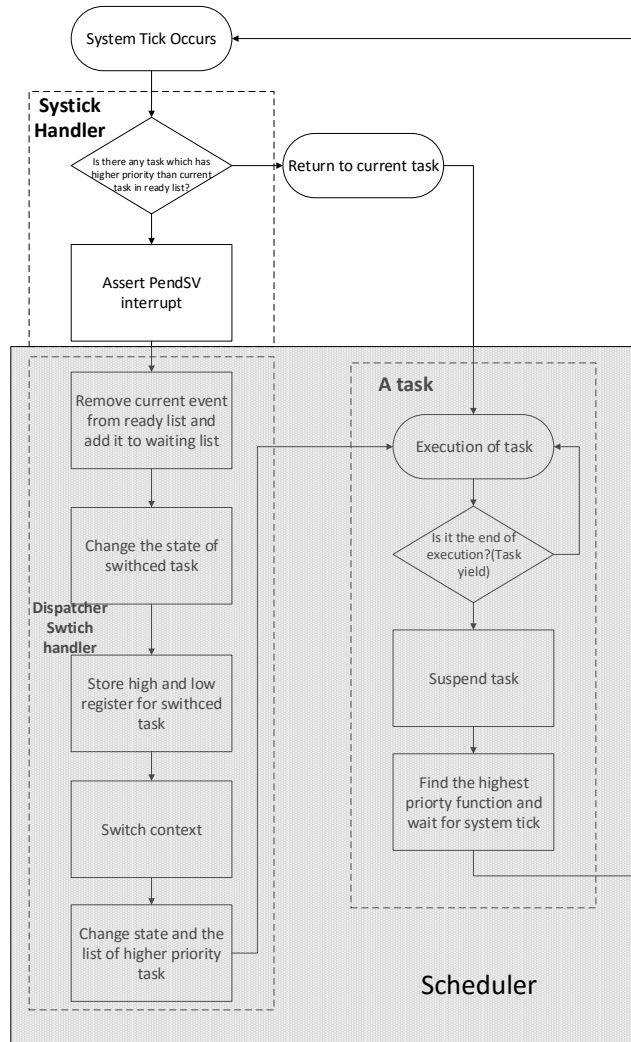 System Tick Occurs
Systick
Handler
Is there any task which has
higher priority than current
task in ready list?
Return to current task
Assert PendSV
interrupt
Remove current event
from ready list and
add it to waiting list
Change the state of
swithced task
Dispatcher
Swtich
handler
Store high and low
register for swithced
task
Switch context
Change state and the
list of higher priority
task
A task
Execution of task
Is it the end of
execution?(Task
yield)
Suspend task
Find the highest
priorty function and
wait for system tick
Scheduler